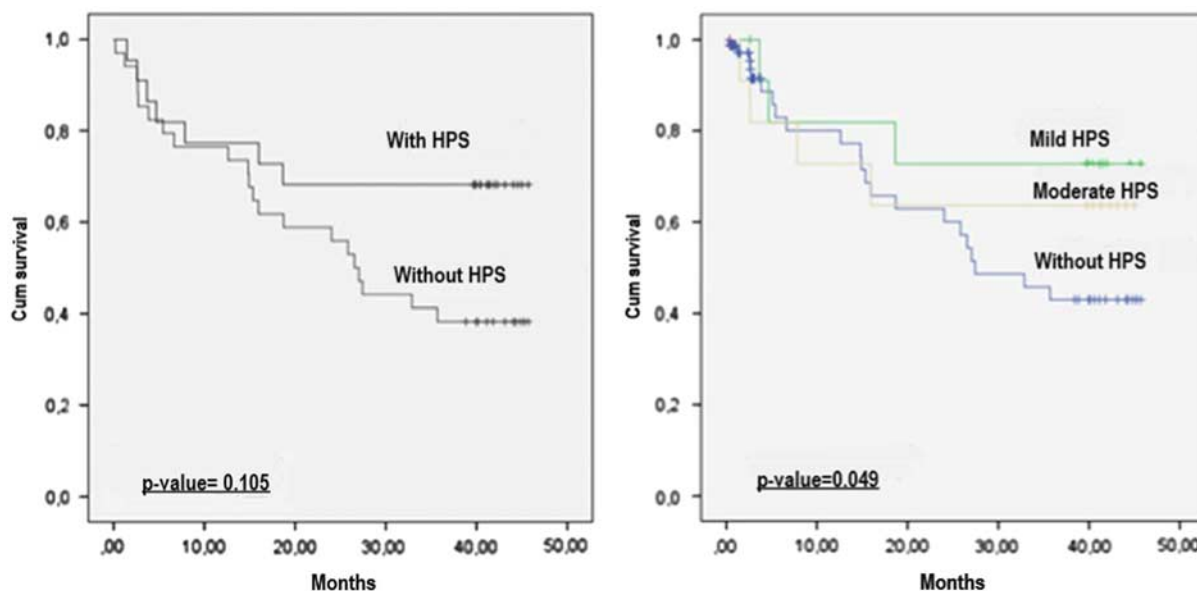 1,0
0,8
0,6
0,4
0,2
0,0
Cum survival
With HPS
Without HPS
p-value= 0.105
,00 10,00 20,00 30,00 40,00 50,00
Months
1,0
0,8
0,6
0,4
0,2
0,0
Cum survival
Mild HPS
Moderate HPS
Without HPS
p-value=0.049
,00 10,00 20,00 30,00 40,00 50,00
Months